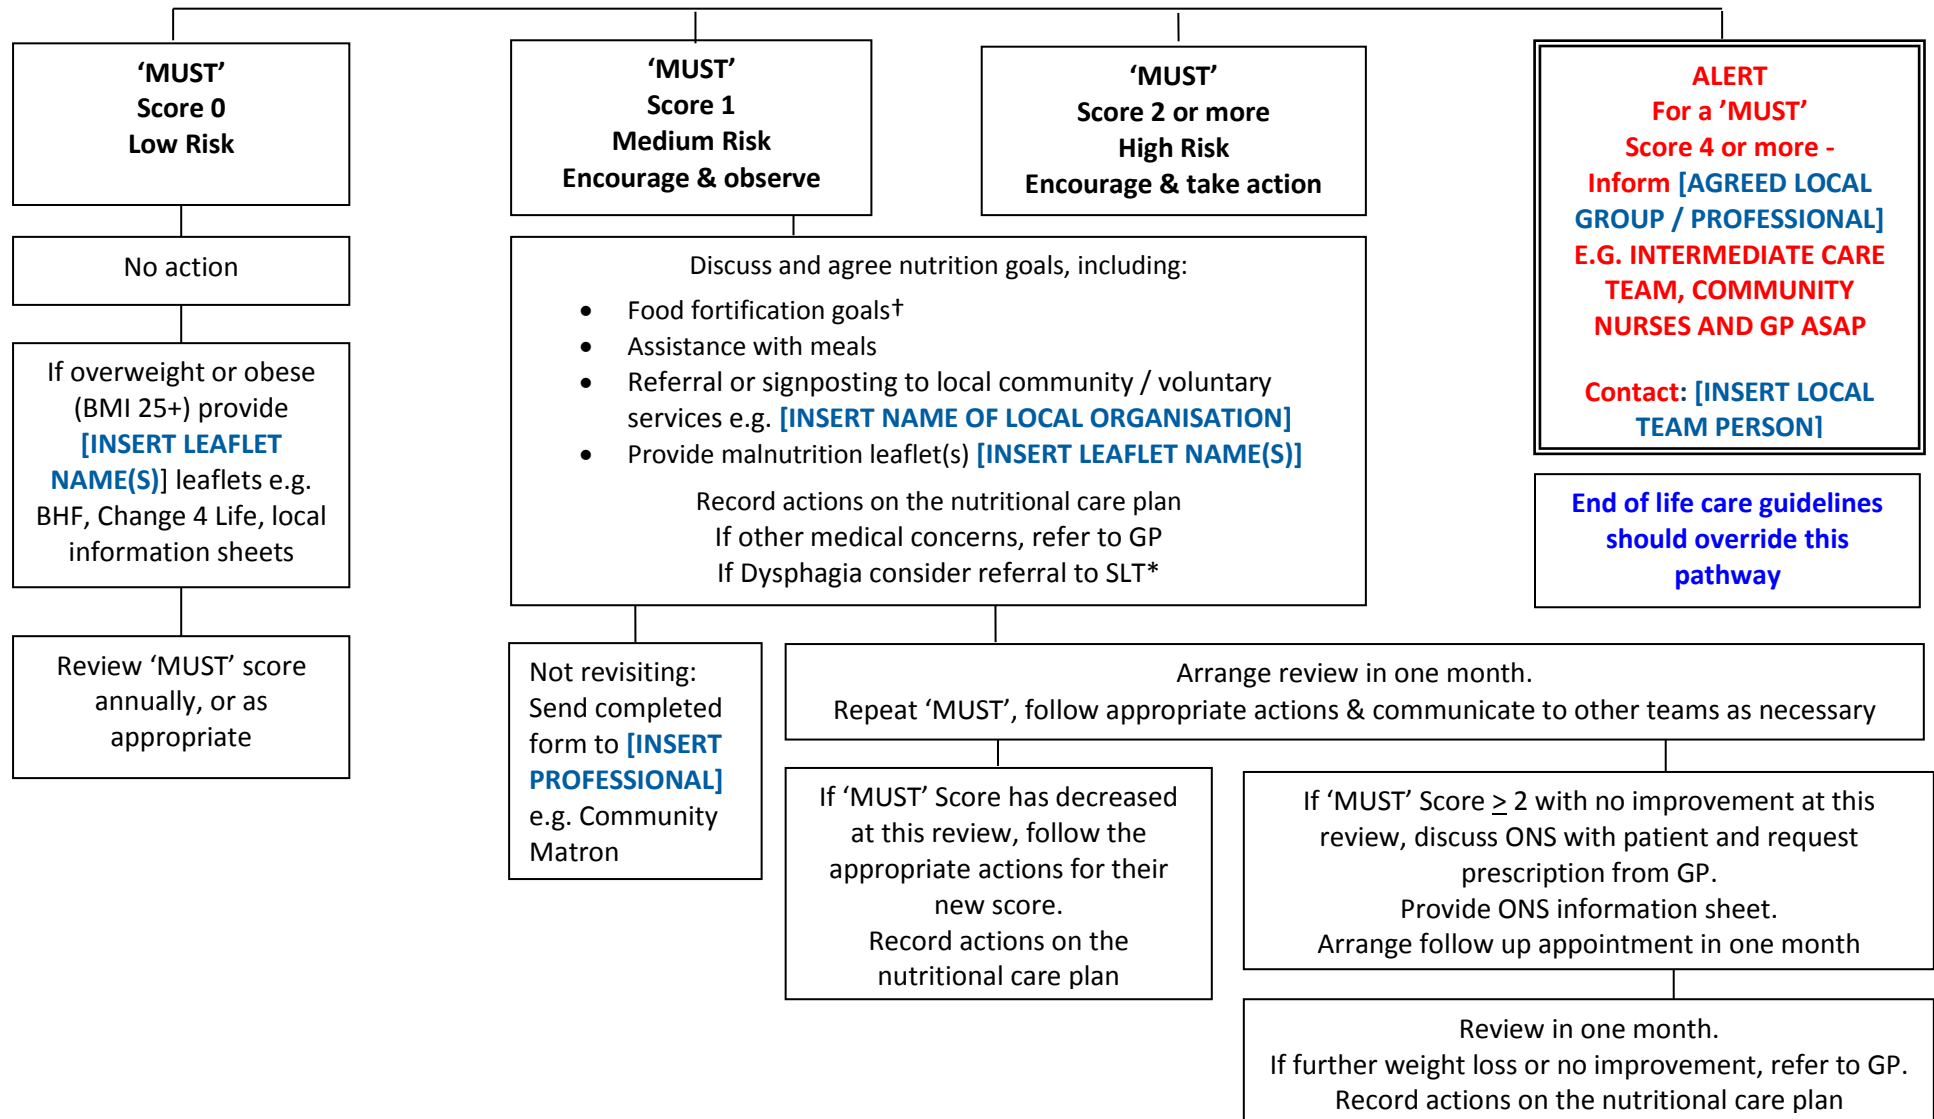 ‘MUST’
Score 0
Low Risk
‘MUST’
Score 1
Medium Risk
Encourage & observe
‘MUST’
Score 2 or more
High Risk
Encourage & take action
ALERT
For a ’MUST’
Score 4 or more -
Inform [AGREED LOCAL
GROUP / PROFESSIONAL]
E.G. INTERMEDIATE CARE
TEAM, COMMUNITY
NURSES AND GP ASAP
Contact: [INSERT LOCAL
TEAM PERSON]
No action
If overweight or obese
(BMI 25+) provide
[INSERT LEAFLET
NAME(S)] leaflets e.g.
BHF, Change 4 Life, local
information sheets
Review ‘MUST’ score
annually, or as
appropriate
Discuss and agree nutrition goals, including:
• Food fortification goals†
• Assistance with meals
• Referral or signposting to local community / voluntary
services e.g. [INSERT NAME OF LOCAL ORGANISATION]
• Provide malnutrition leaflet(s) [INSERT LEAFLET NAME(S)]
Record actions on the nutritional care plan
If other medical concerns, refer to GP
If Dysphagia consider referral to SLT*
End of life care guidelines
should override this
pathway
Not revisiting:
Send completed
form to [INSERT
PROFESSIONAL]
e.g. Community
Matron
Arrange review in one month.
Repeat ‘MUST’, follow appropriate actions & communicate to other teams as necessary
If ‘MUST’ Score has decreased
at this review, follow the
appropriate actions for their
new score.
Record actions on the
nutritional care plan
If ‘MUST’ Score ≥ 2 with no improvement at this
review, discuss ONS with patient and request
prescription from GP.
Provide ONS information sheet.
Arrange follow up appointment in one month
Review in one month.
If further weight loss or no improvement, refer to GP.
Record actions on the nutritional care plan